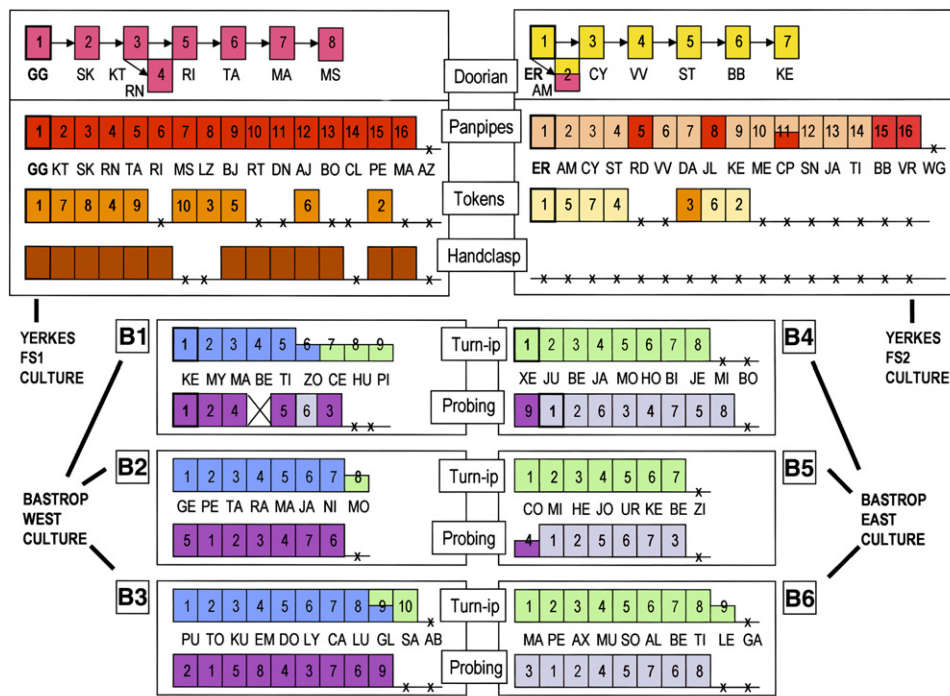 1 2 3 5 6 7 8
4
GG SK KT RI TA MA MS
RN
Doorian
1 3 4 5 6 7
2
ER CY VV ST BB KE
AM
Panpipes
1 2 3 4 5 6 7 8 9 10 11 12 13 14 15 16 x
GG KT SK RN TA RI MS LZ BJ RT DN AJ BO CL PE MA AZ
1 2 3 4 5 6 7 8 9 10 11 12 13 14 15 16 x
ER AM CY ST RD VV DA JL KE ME CP SN JA TI BB VR WG
Tokens
1 7 8 4 9 x 10 3 5 x x 6 x x 2 x x
1 5 7 4 x x 3 6 2 x x x x x x x x
Handclasp
x x x x
x x x x x x x x x x x x x x x x x
YERKES
FS1
CULTURE
YERKES
FS2
CULTURE
B1
1 2 3 4 5 6 7 8 9
Turn-ip
KE MY MA BE TI ZO CE HU PI
1 2 4 5 6 3 x x
Probing
B4
1 2 3 4 5 6 7 8 x x
XE JU BE JA MO HO BI JE MI BO
9 1 2 6 3 4 7 5 8 x
B2
1 2 3 4 5 6 7 8
Turn-ip
GE PE TA RA MA JA NI MO
5 1 2 3 4 7 6 x
Probing
B5
1 2 3 4 5 6 7 x
CO MI HE JO UR KE BE ZI
4 1 2 5 6 7 3 x
BASTROP
WEST
CULTURE
BASTROP
EAST
CULTURE
B3
1 2 3 4 5 6 7 8 9 10 x
Turn-ip
PU TO KU EM DO LY CA LU GL SA AB
2 1 5 8 4 3 7 6 9 x x
Probing
B6
1 2 3 4 5 6 7 8 9 x
MA PE AX MU SO AL BE TI LE GA
3 1 2 4 5 7 6 8 x x